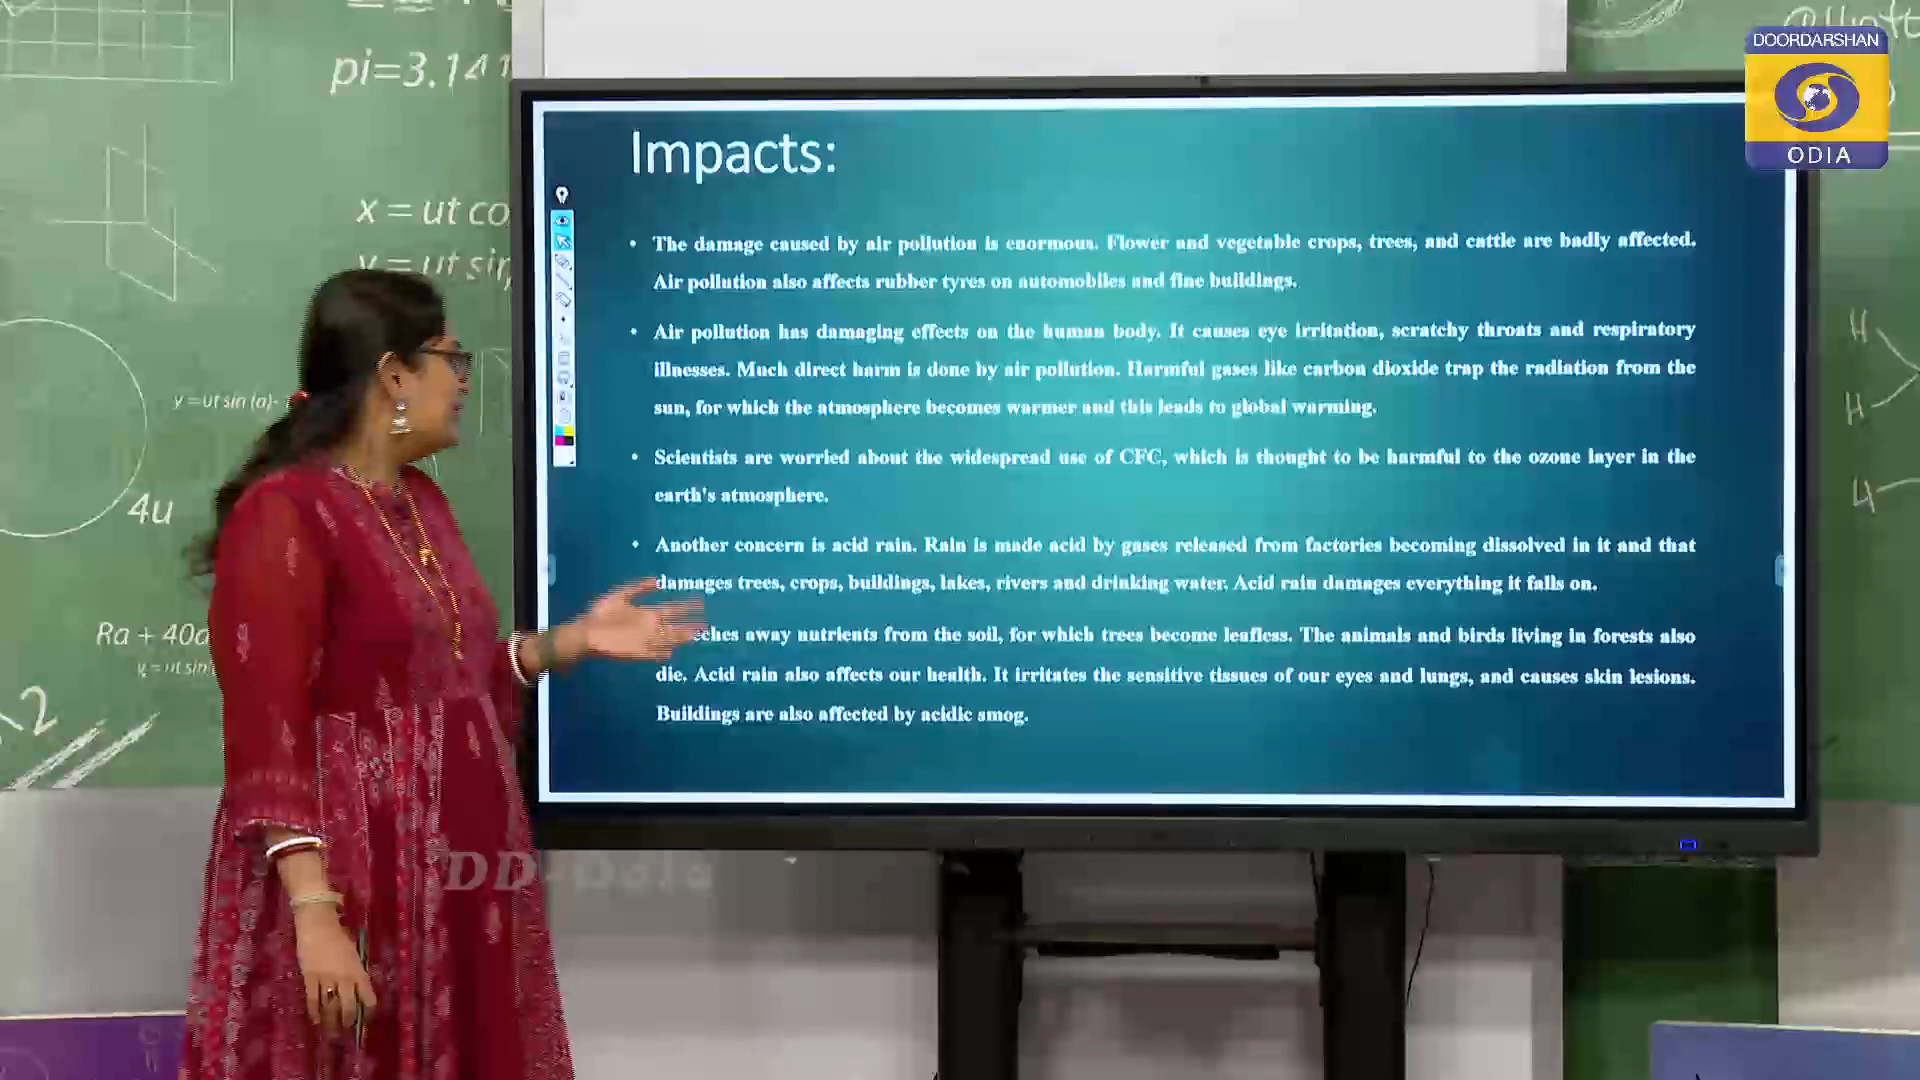 pi=3.141
DOORDARSHAN
ODIA
Impacts:
x = ut co
y = ut sin
• The damage caused by air pollution is enormous. Flower and vegetable crops, trees, and cattle are badly affected.
Air pollution also affects rubber tyres on automobiles and fine buildings.
• Air pollution has damaging effects on the human body. It causes eye irritation, scratchy throats and respiratory
illnesses. Much direct harm is done by air pollution. Harmful gases like carbon dioxide trap the radiation from the
sun, for which the atmosphere becomes warmer and this leads to global warming.
• Scientists are worried about the widespread use of CFC, which is thought to be harmful to the ozone layer in the
earth's atmosphere.
• Another concern is acid rain. Rain is made acid by gases released from factories becoming dissolved in it and that
damages trees, crops, buildings, lakes, rivers and drinking water. Acid rain damages everything it falls on.
away nutrients from the soil, for which trees become leafless. The animals and birds living in forests also
die. Acid rain also affects our health. It irritates the sensitive tissues of our eyes and lungs, and causes skin lesions.
Buildings are also affected by acidic smog.
y = ut sin (a)-
4u
Ra + 40a
y = ut sin
2
H
H
DD-Odia